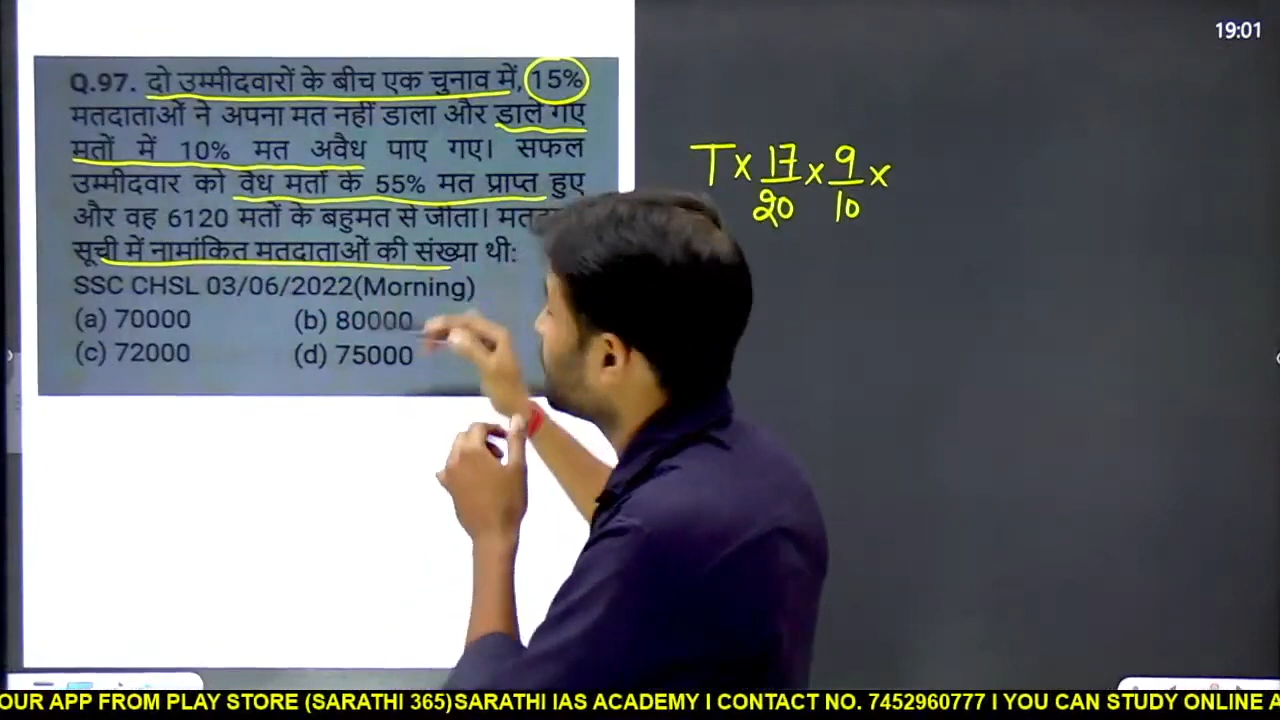 19:01
Q.97. दो उम्मीदवारों के बीच एक चुनाव में, 15%
मतदाताओं ने अपना मत नहीं डाला और डाले गए
मतों में 10% मत अवैध पाए गए। सफल
उम्मीदवार को वैध मतों के 55% मत प्राप्त हुए
और वह 6120 मतों के बहुमत से जीता।
सूची में नामांकित मतदाताओं की संख्या थी:
SSC CHSL 03/06/2022(Morning)
(a) 70000 (b) 80000
(c) 72000 (d) 75000
T × 17/20 × 9/10 ×
OUR APP FROM PLAY STORE (SARATHI 365)SARATHI IAS ACADEMY I CONTACT NO. 7452960777 I YOU CAN STUDY ONLINE A